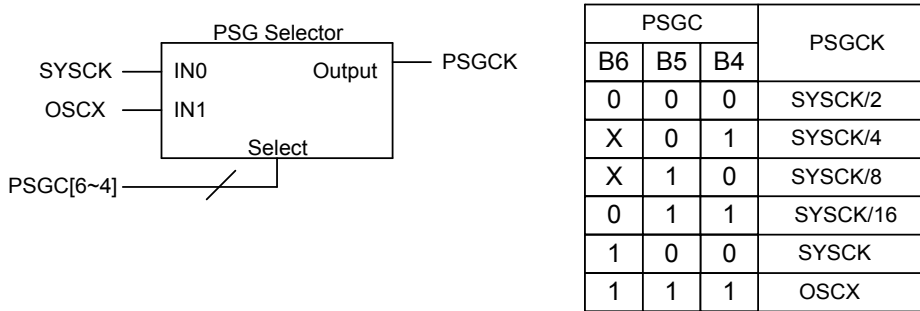 PSG Selector
SYSCK
IN0
Output
PSGCK
OSCX
IN1
Select
PSGC[6~4]
PSGC
PSGCK
B6 B5 B4
0 0 0 SYSCK/2
X 0 1 SYSCK/4
X 1 0 SYSCK/8
0 1 1 SYSCK/16
1 0 0 SYSCK
1 1 1 OSCX